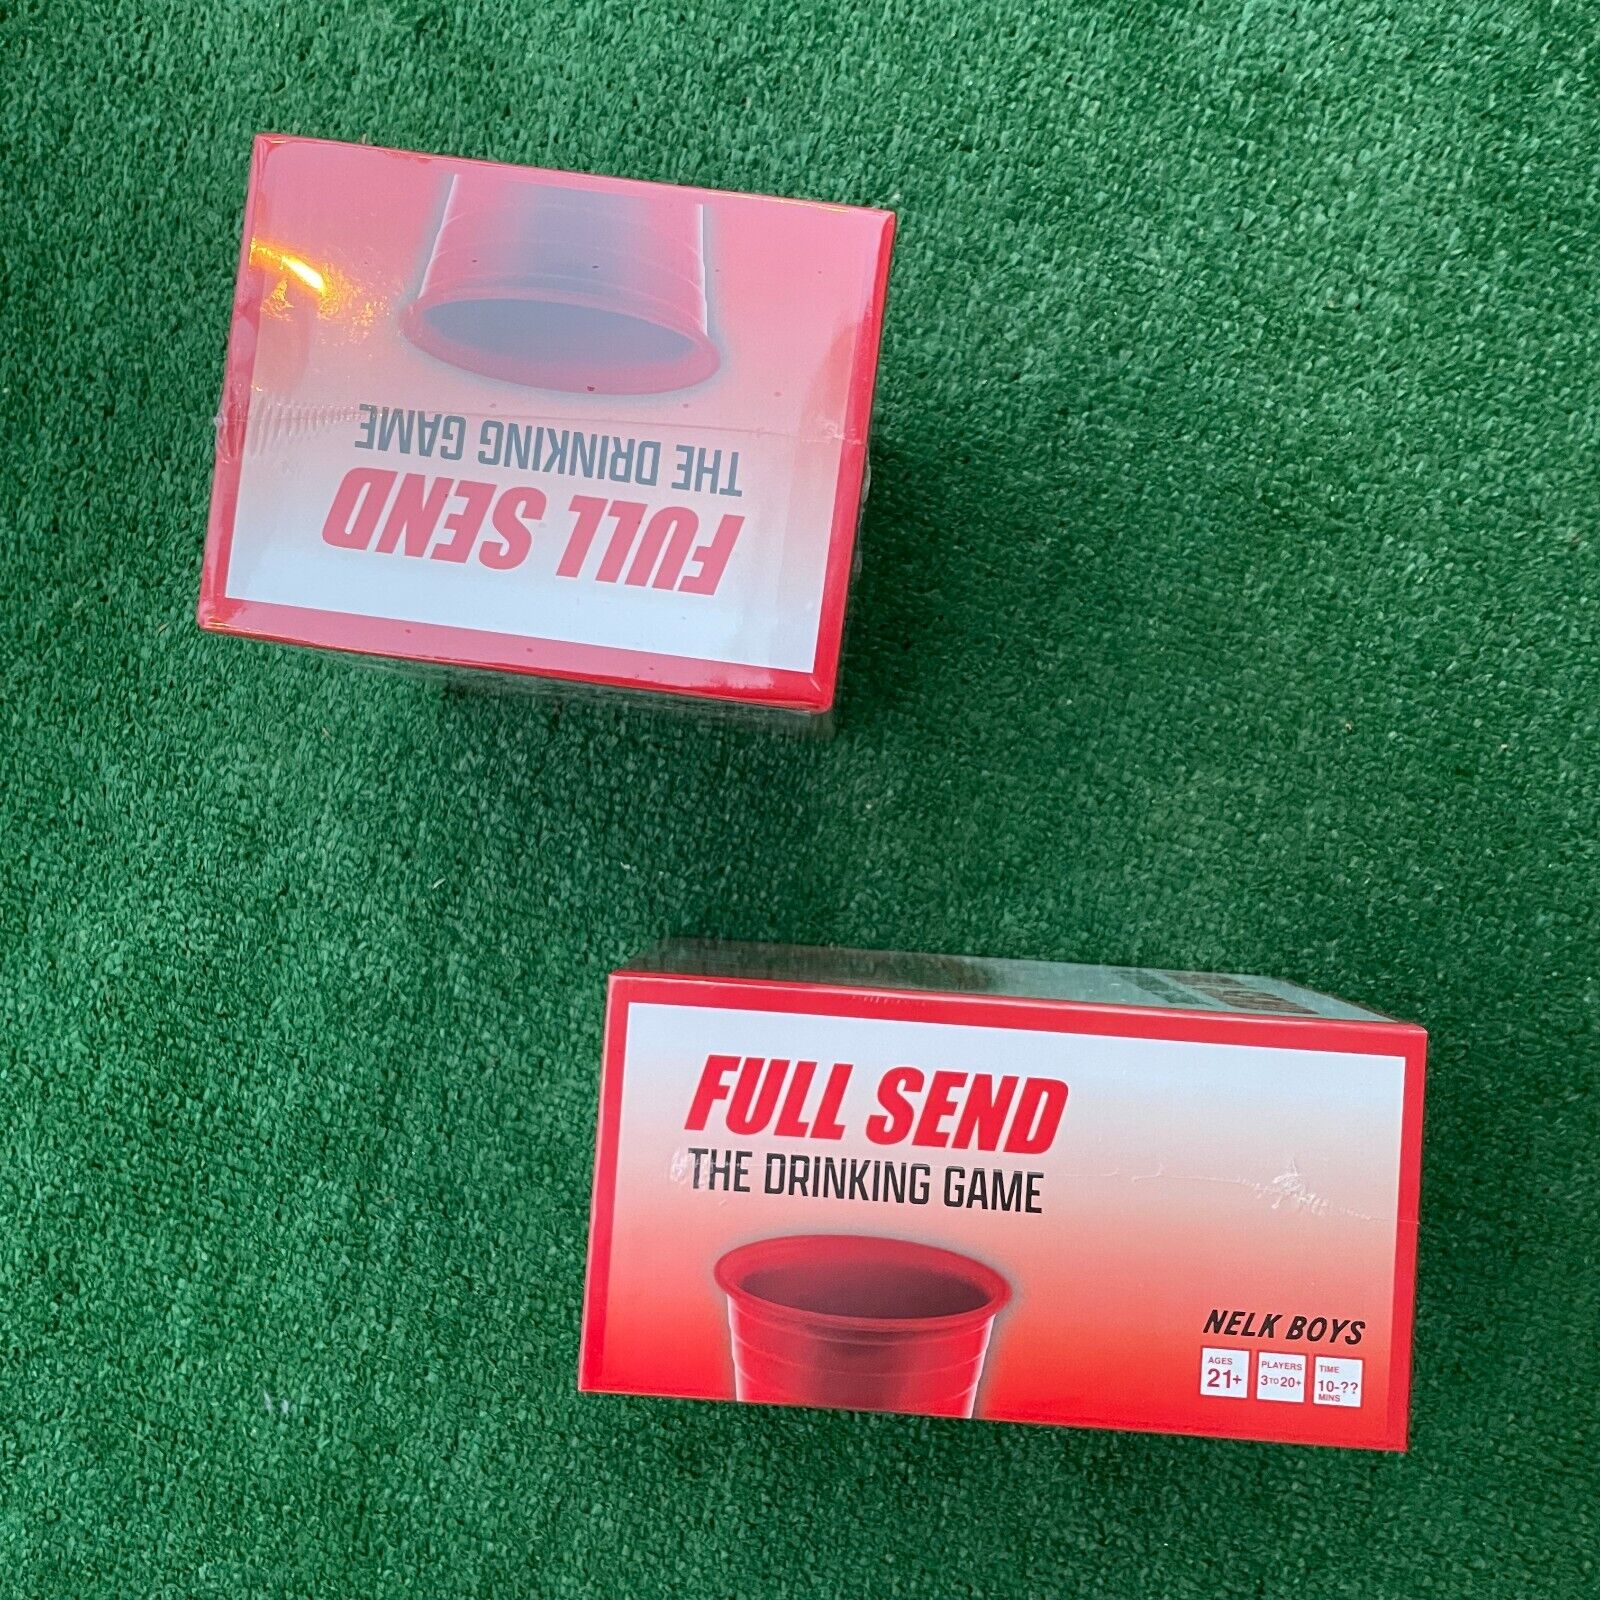 FULL SEND
THE DRINKING GAME
FULL SEND
THE DRINKING GAME
NELK BOYS
AGES
21+
PLAYERS
3 TO 20+
TIME
10-??
MINS